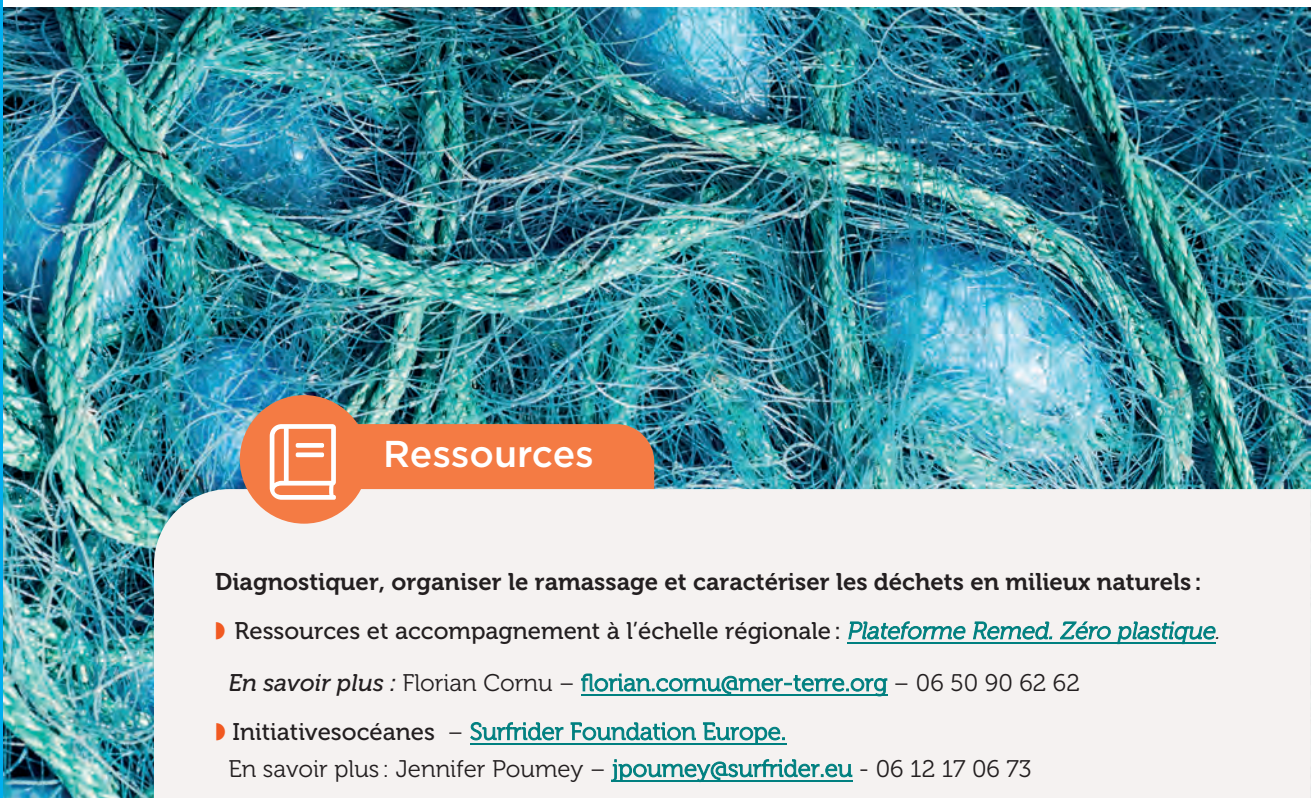 Ressources
Diagnostiquer, organiser le ramassage et caractériser les déchets en milieux naturels :
◗ Ressources et accompagnement à l’échelle régionale : Plateforme Remed. Zéro plastique.
En savoir plus : Florian Cornu – florian.cornu@mer-terre.org – 06 50 90 62 62
◗ Initiativesocéanes – Surfrider Foundation Europe.
En savoir plus : Jennifer Poumey – jpoumey@surfrider.eu - 06 12 17 06 73